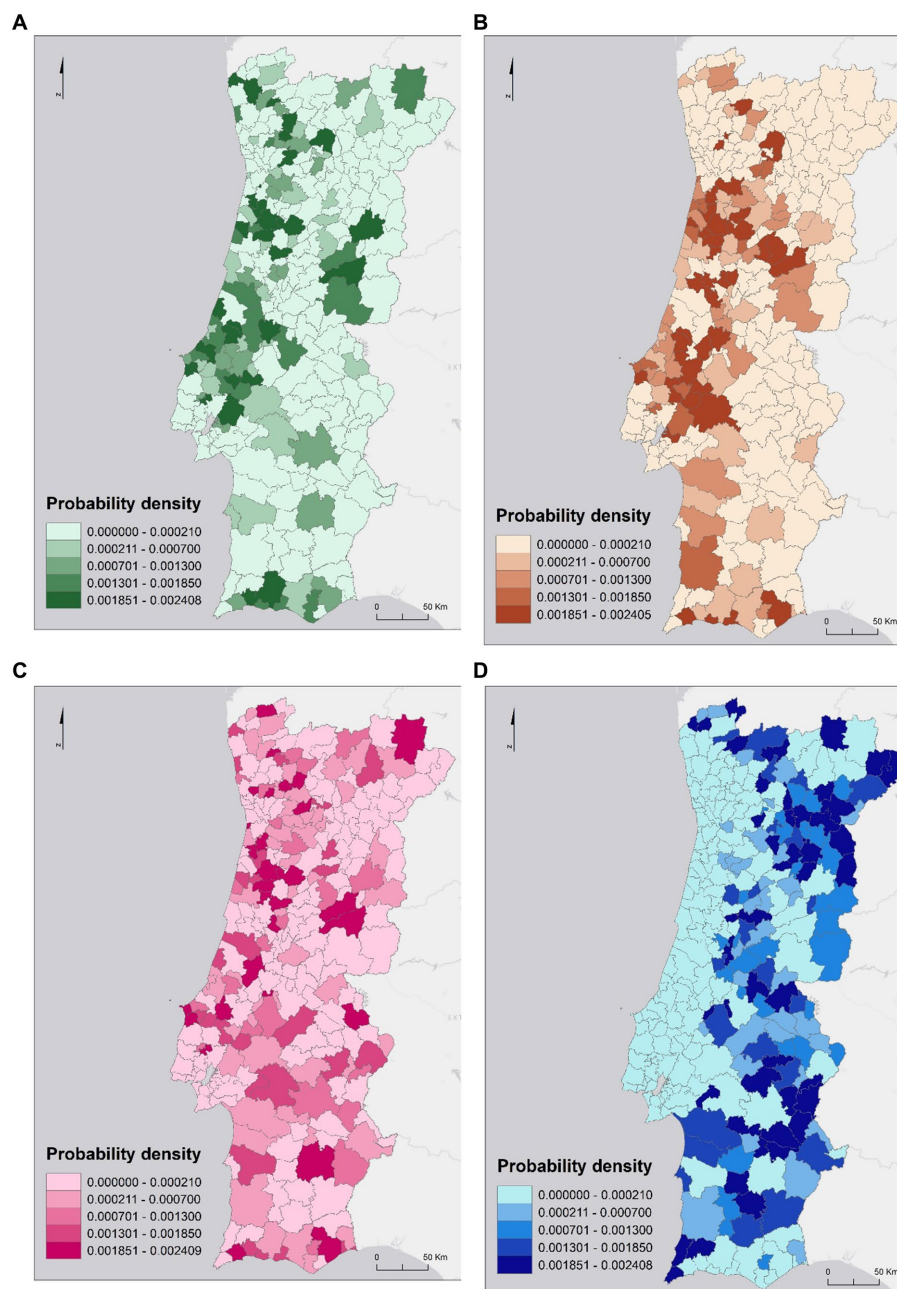 A
N
Probability density
0.000000 - 0.000210
0.000211 - 0.000700
0.000701 - 0.001300
0.001301 - 0.001850
0.001851 - 0.002408
0 50 Km
B
N
Probability density
0.000000 - 0.000210
0.000211 - 0.000700
0.000701 - 0.001300
0.001301 - 0.001850
0.001851 - 0.002405
0 50 Km
C
N
Probability density
0.000000 - 0.000210
0.000211 - 0.000700
0.000701 - 0.001300
0.001301 - 0.001850
0.001851 - 0.002409
0 50 Km
D
N
Probability density
0.000000 - 0.000210
0.000211 - 0.000700
0.000701 - 0.001300
0.001301 - 0.001850
0.001851 - 0.002408
0 50 Km